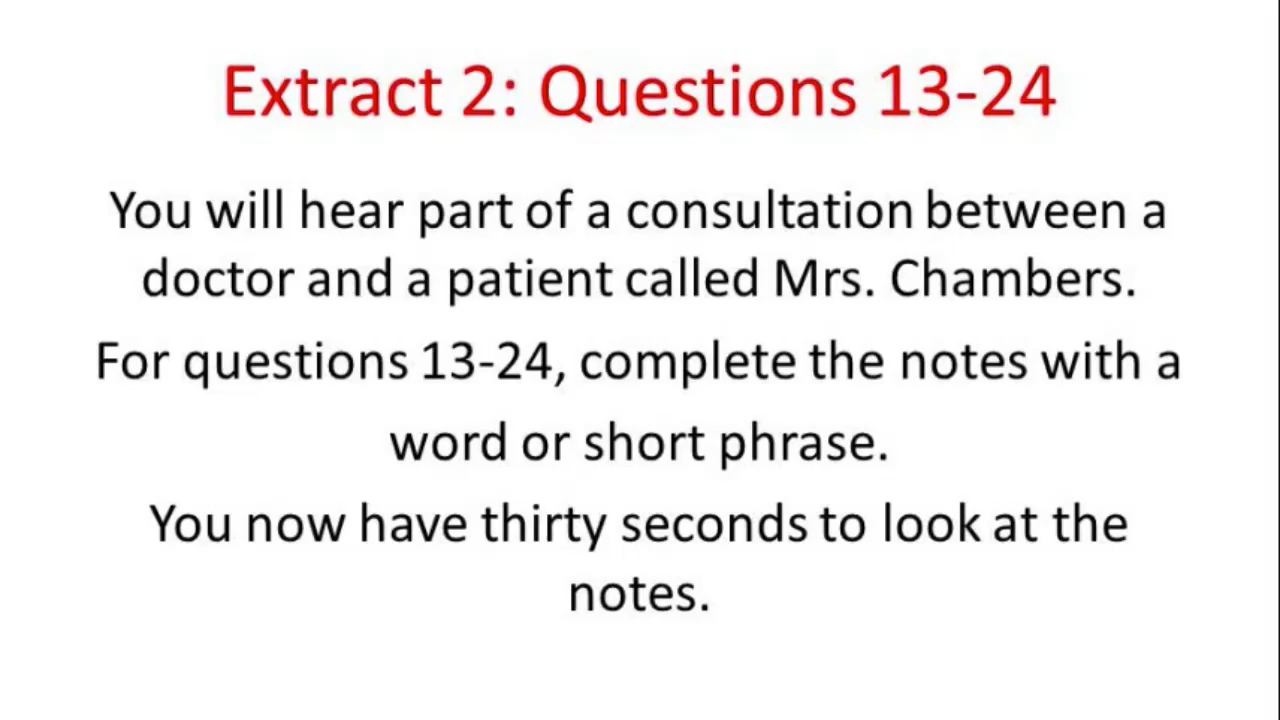 Extract 2: Questions 13-24
You will hear part of a consultation between a
doctor and a patient called Mrs. Chambers.
For questions 13-24, complete the notes with a
word or short phrase.
You now have thirty seconds to look at the
notes.